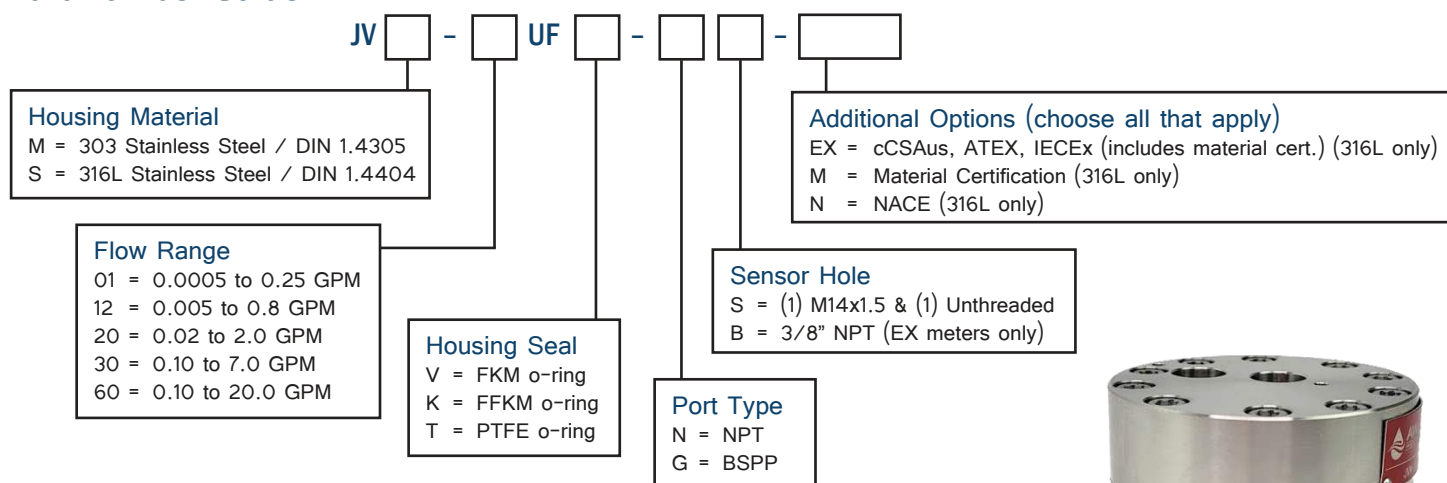 JV - UF - -
Housing Material
M = 303 Stainless Steel / DIN 1.4305
S = 316L Stainless Steel / DIN 1.4404
Flow Range
01 = 0.0005 to 0.25 GPM
12 = 0.005 to 0.8 GPM
20 = 0.02 to 2.0 GPM
30 = 0.10 to 7.0 GPM
60 = 0.10 to 20.0 GPM
Housing Seal
V = FKM o-ring
K = FFKM o-ring
T = PTFE o-ring
Port Type
N = NPT
G = BSPP
Sensor Hole
S = (1) M14x1.5 & (1) Unthreaded
B = 3/8" NPT (EX meters only)
Additional Options (choose all that apply)
EX = cCSAus, ATEX, IECEx (includes material cert.) (316L only)
M = Material Certification (316L only)
N = NACE (316L only)